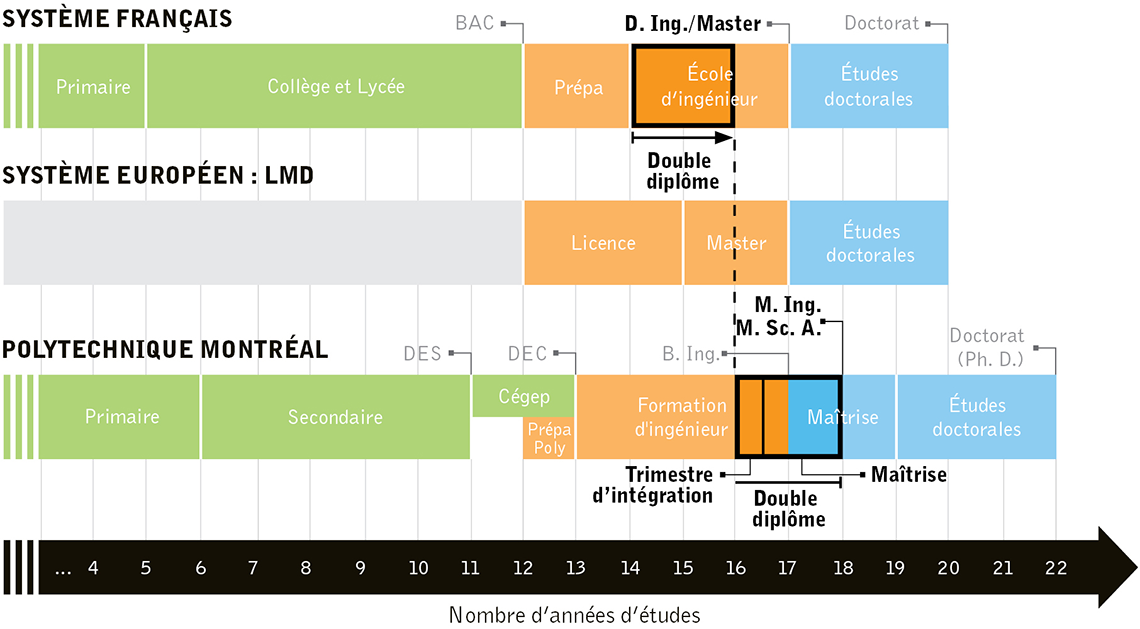 SYSTÈME FRANÇAIS
BAC
D. Ing./Master
Doctorat
Primaire
Collège et Lycée
Prépa
École
d’ingénieur
Études
doctorales
Double
diplôme
SYSTÈME EUROPÉEN : LMD
Licence
Master
Études
doctorales
M. Ing.
M. Sc. A.
POLYTECHNIQUE MONTRÉAL
DES
DEC
B. Ing.
Doctorat
(Ph. D.)
Primaire
Secondaire
Cégep
Prépa
Poly
Formation
d'ingénieur
Maîtrise
Études
doctorales
Trimestre
d’intégration
Maîtrise
Double
diplôme
... 4 5 6 7 8 9 10 11 12 13 14 15 16 17 18 19 20 21 22
Nombre d’années d’études